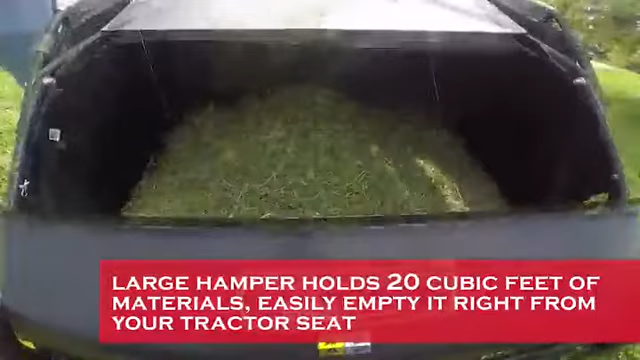 LARGE HAMPER HOLDS 20 CUBIC FEET OF
MATERIALS, EASILY EMPTY IT RIGHT FROM
YOUR TRACTOR SEAT